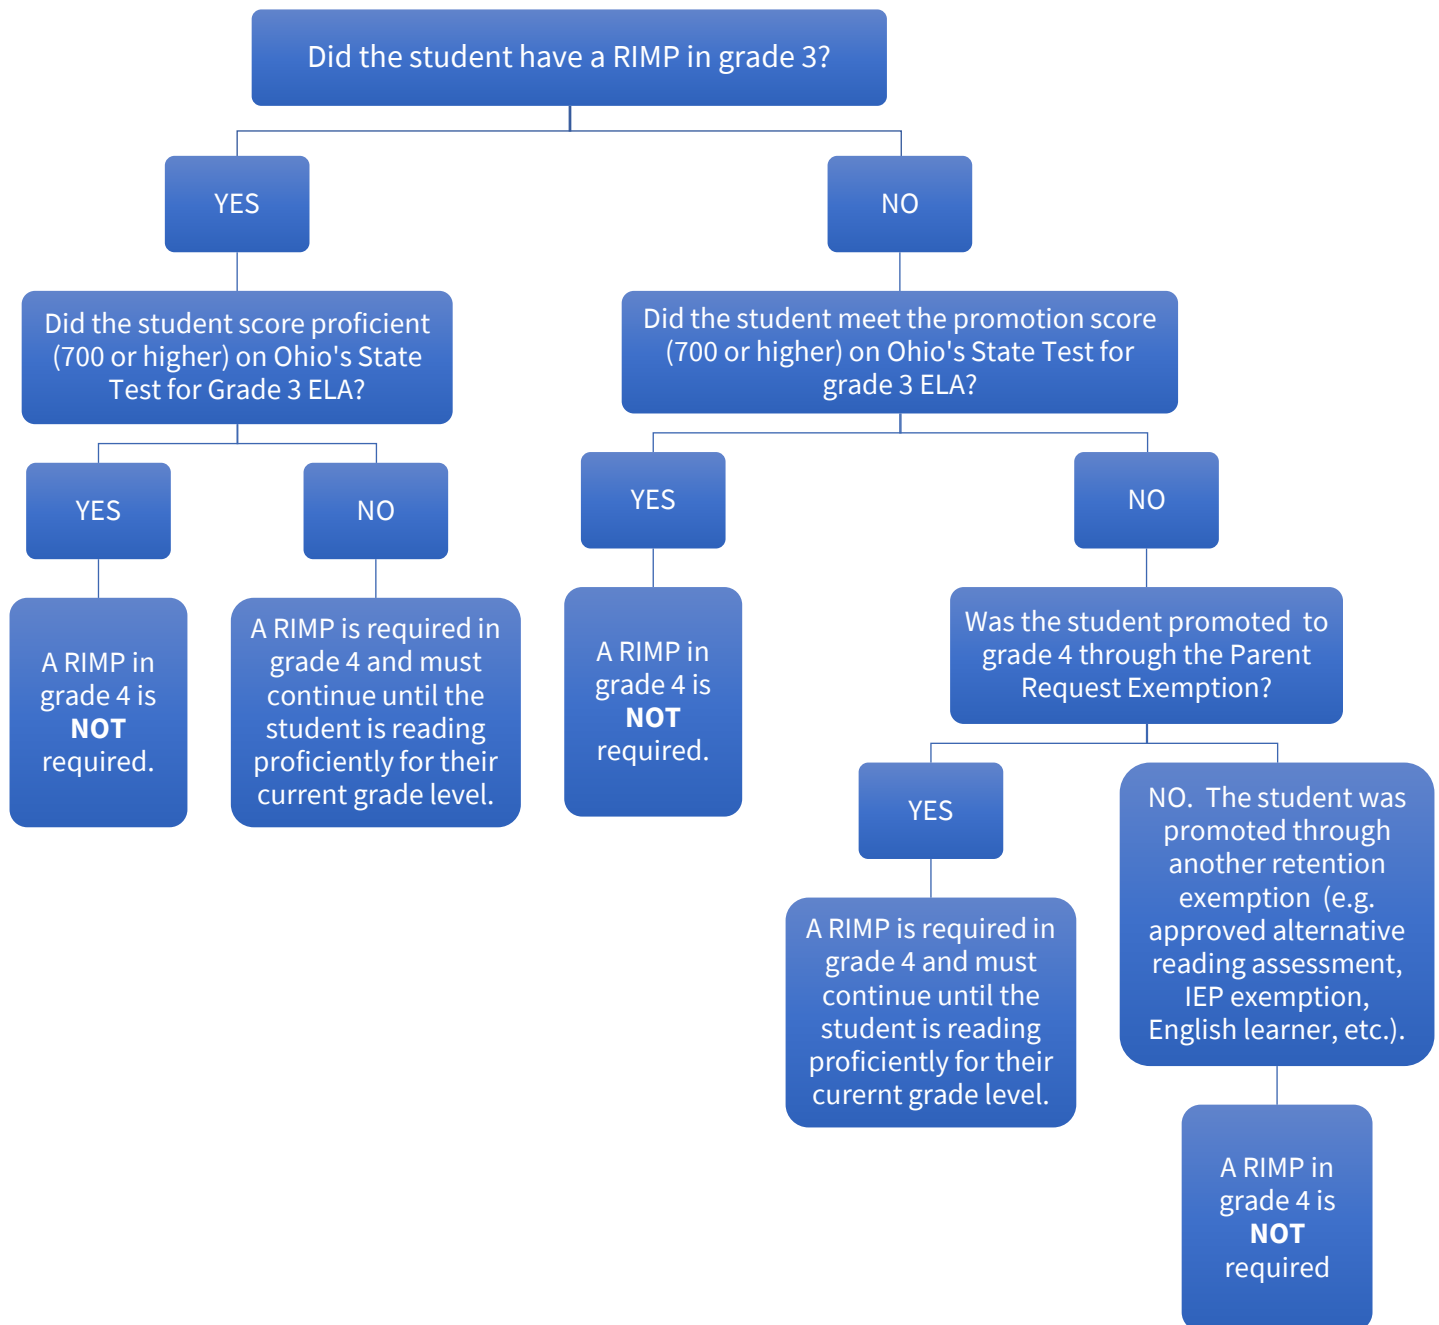 Did the student have a RIMP in grade 3?
YES
NO
Did the student score proficient
(700 or higher) on Ohio's State
Test for Grade 3 ELA?
Did the student meet the promotion score
(700 or higher) on Ohio's State Test for
grade 3 ELA?
YES
NO
YES
NO
A RIMP in
grade 4 is
NOT
required.
A RIMP is required in
grade 4 and must
continue until the
student is reading
proficiently for their
current grade level.
A RIMP in
grade 4 is
NOT
required.
Was the student promoted to
grade 4 through the Parent
Request Exemption?
YES
NO. The student was
promoted through
another retention
exemption (e.g.
approved alternative
reading assessment,
IEP exemption,
English learner, etc.).
A RIMP is required in
grade 4 and must
continue until the
student is reading
proficiently for their
curernt grade level.
A RIMP in
grade 4 is
NOT
required